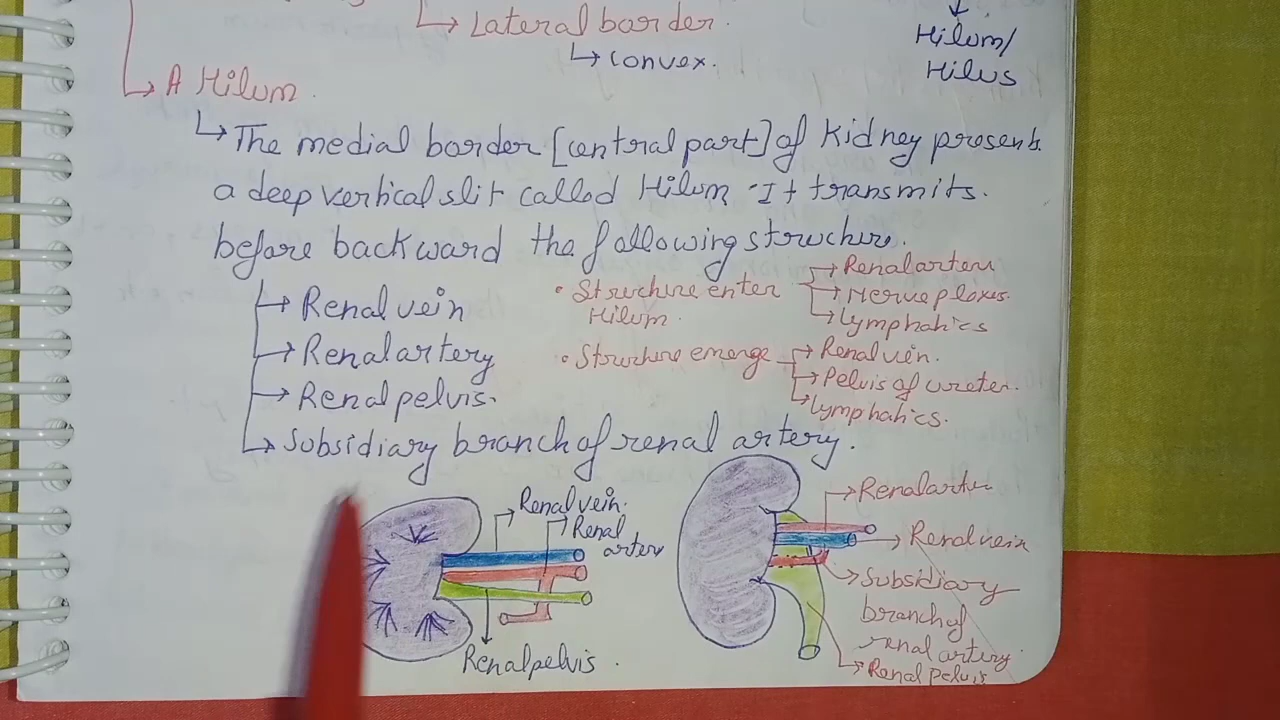 Lateral border.
convex.
Hilum/
Hilus
A Hilum.
The medial border [central part] of Kidney presents.
a deep vertical slit called Hilum. It transmits.
before backward the following structure.
Renal vein
Renal artery
Renal pelvis.
Subsidiary branch of renal artery.
• Structure enter
Hilum.
Renal artery
Nerve plexus.
Lymphatics
• Structure emerge
Renal vein.
Pelvis of ureter.
Lymphatics.
Renal vein.
Renal
artery
Renal pelvis.
Renal artery
Renal vein
Subsidiary
branch of
renal artery.
Renal pelvis